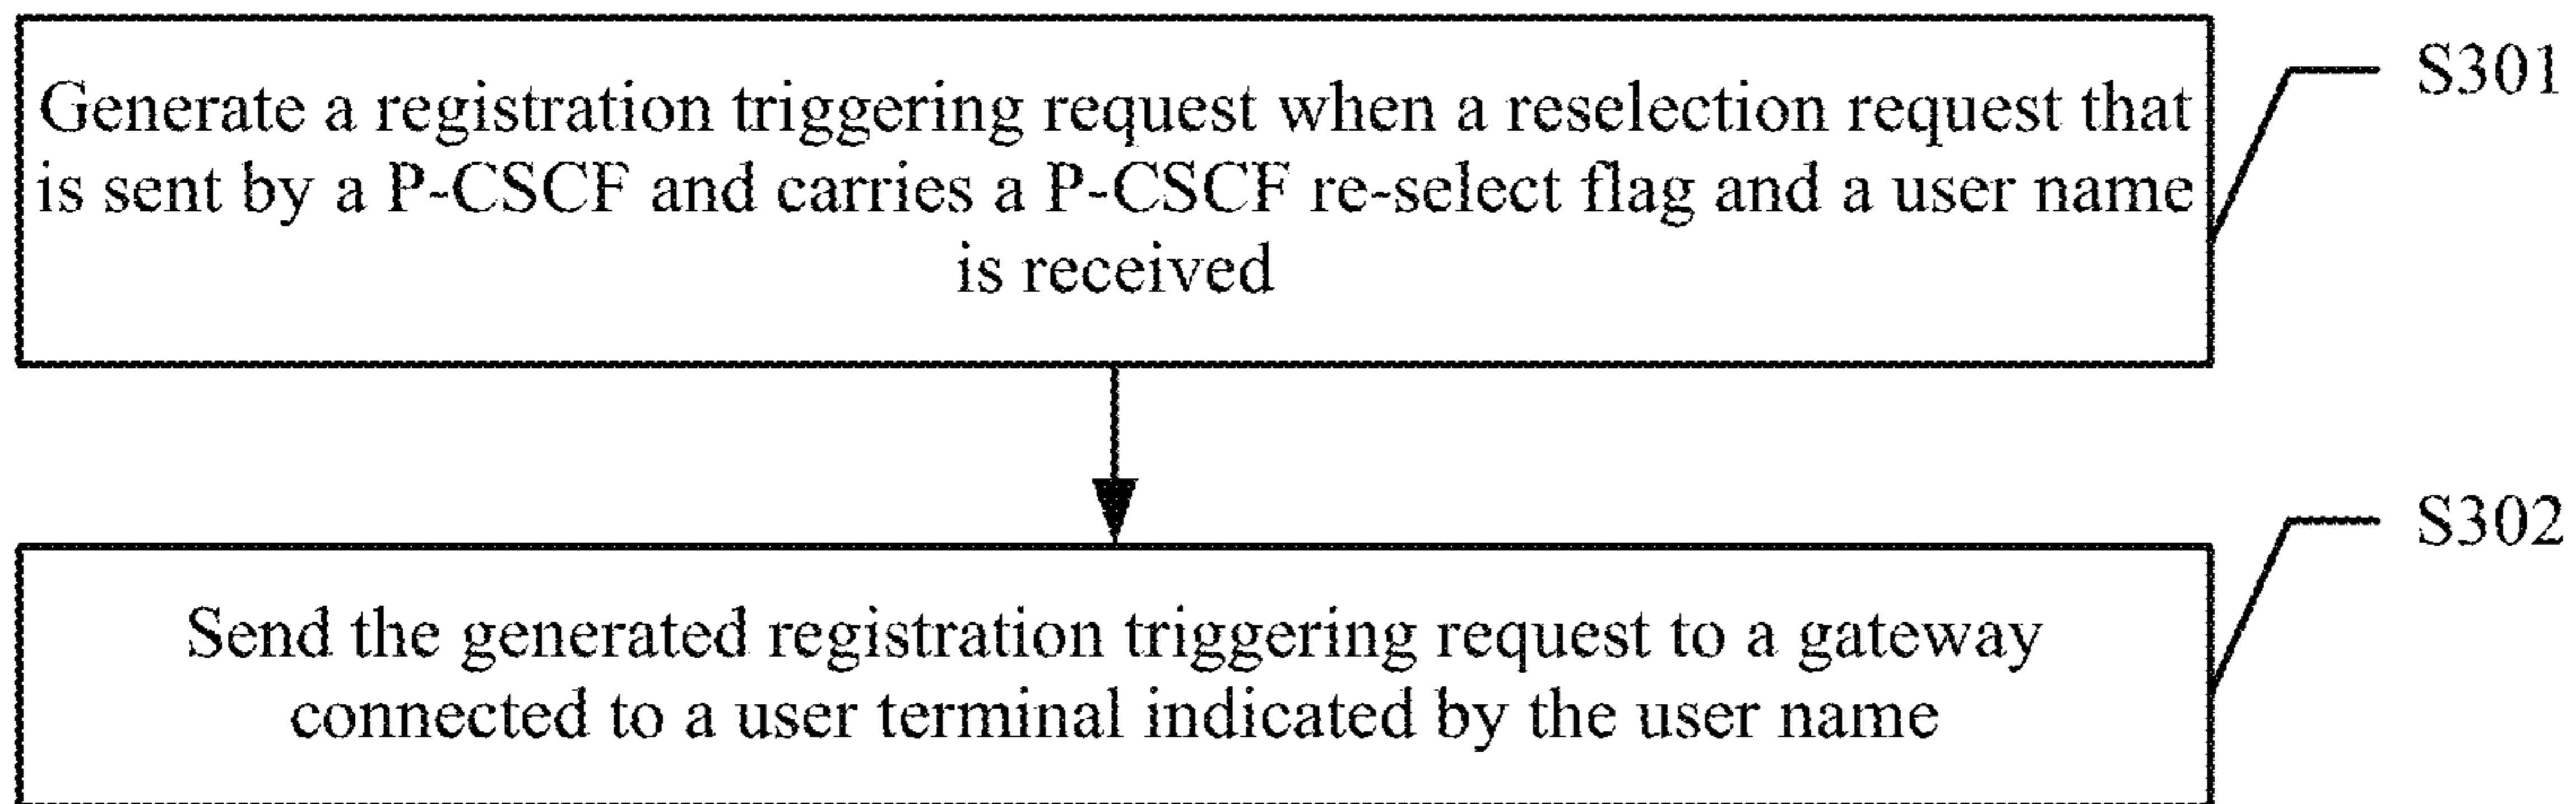 Generate a registration triggering request when a reselection request that
is sent by a P-CSCF and carries a P-CSCF re-select flag and a user name
is received
S301
Send the generated registration triggering request to a gateway
connected to a user terminal indicated by the user name
S302